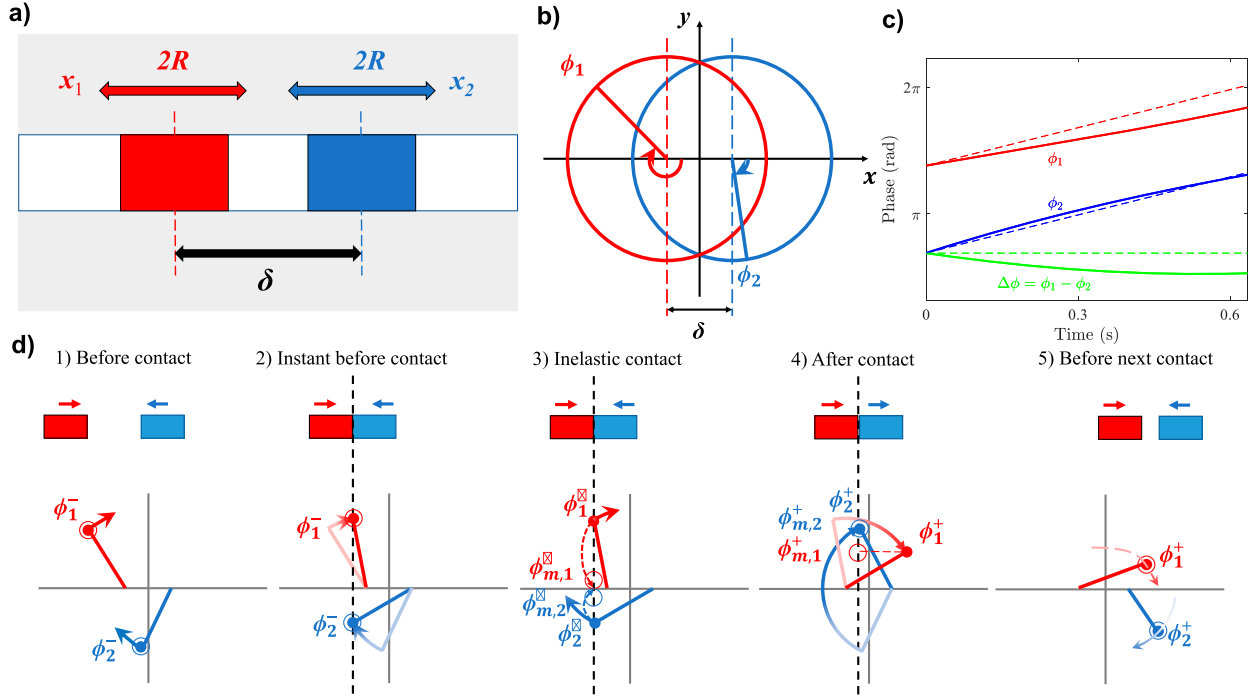 a)
2R
2R
x₁
x₂
δ
b)
y
ϕ₁
x
ϕ₂
δ
c)
2π
ϕ₁
Phase (rad)
ϕ₂
π
Δϕ = ϕ₁ − ϕ₂
0
0.3
0.6
Time (s)
d)
1) Before contact
2) Instant before contact
3) Inelastic contact
4) After contact
5) Before next contact
ϕ₁⁻
ϕ₂⁻
ϕ₁⁻
ϕ₂⁻
ϕ₁☒
ϕₘ,₁☒
ϕₘ,₂☒
ϕ₂☒
ϕ₂⁺
ϕₘ,₂⁺
ϕₘ,₁⁺
ϕ₁⁺
ϕ₁⁺
ϕ₂⁺